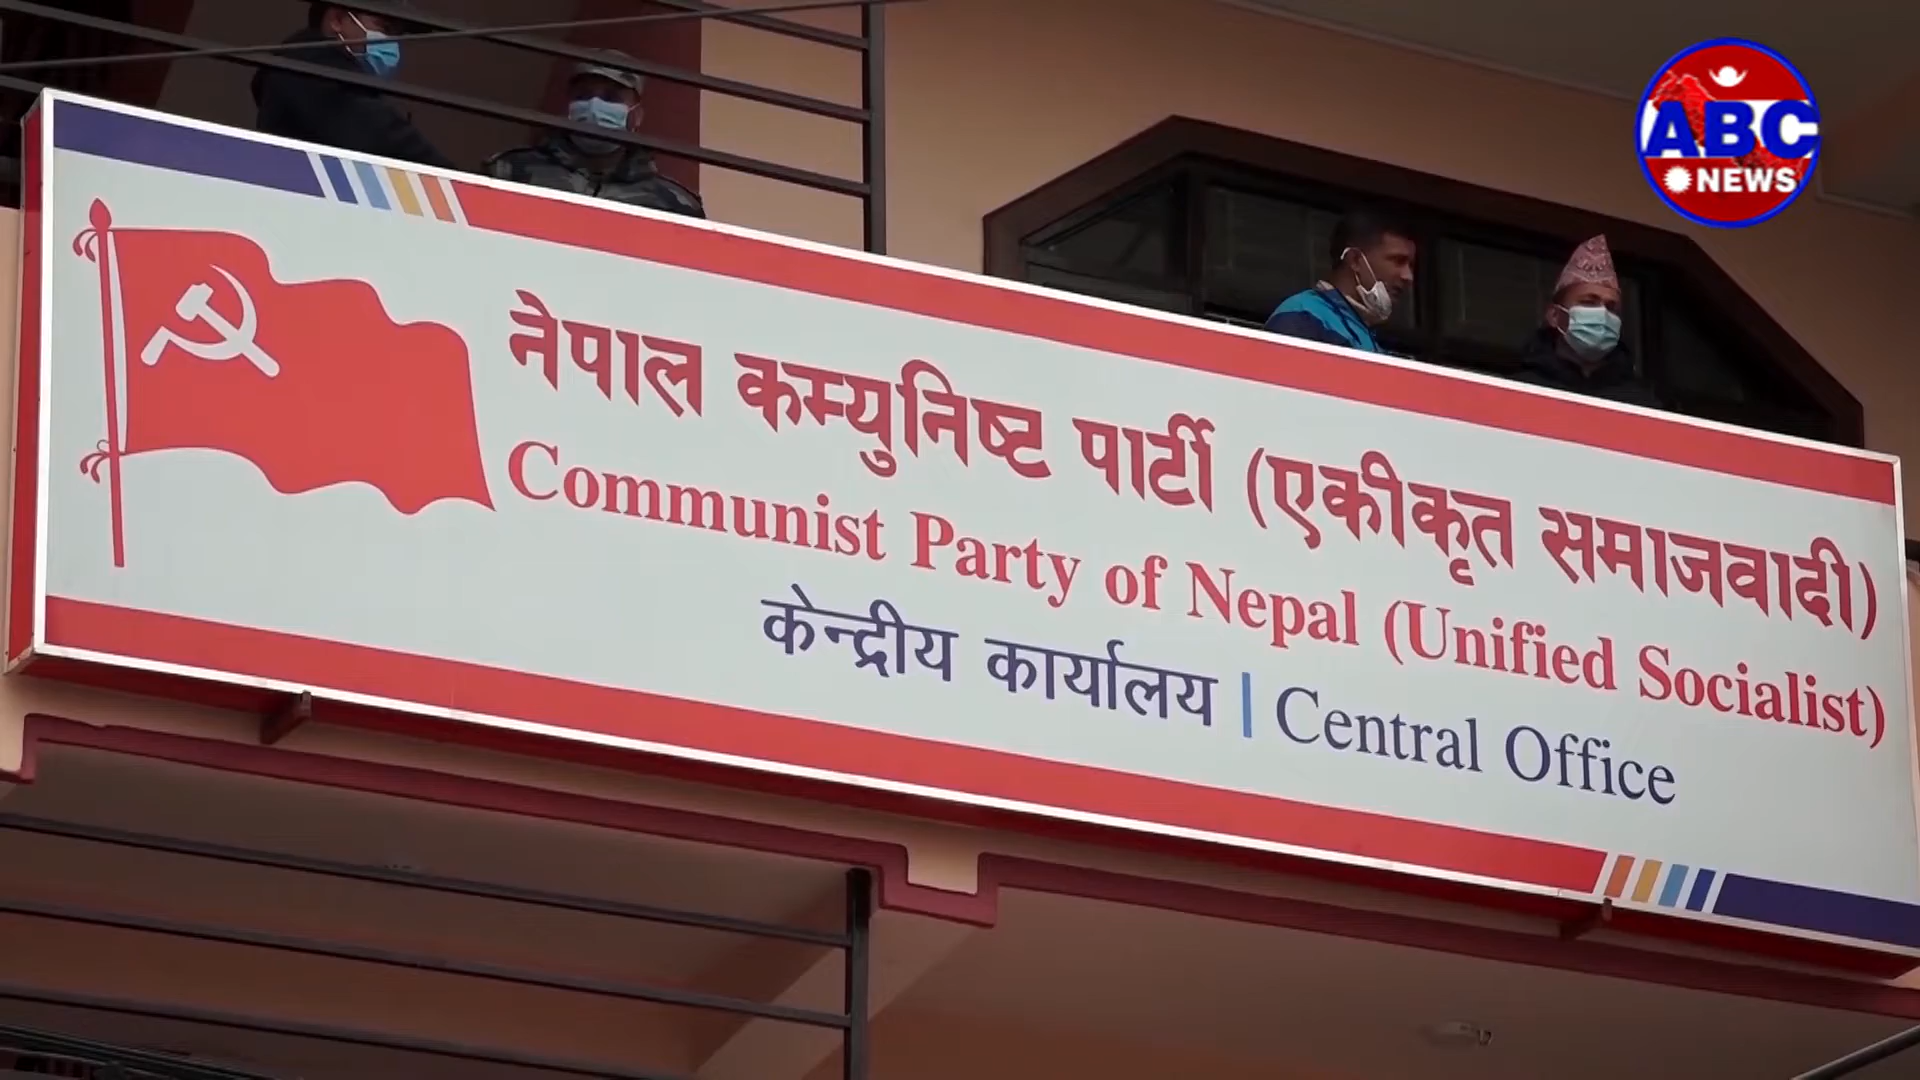 ABC
NEWS
नेपाल कम्युनिष्ट पार्टी (एकीकृत समाजवादी)
Communist Party of Nepal (Unified Socialist)
केन्द्रीय कार्यालय | Central Office